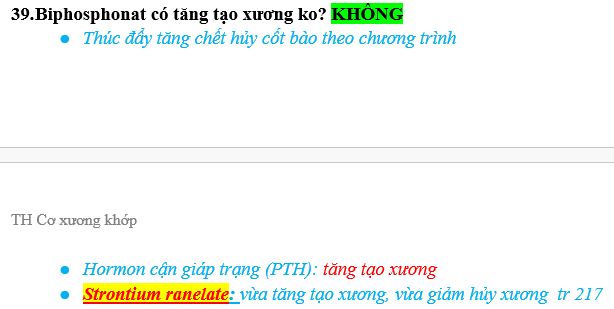 39.Biphosphonat có tăng tạo xương ko? KHÔNG
● Thúc đẩy tăng chết hủy cốt bào theo chương trình
TH Cơ xương khớp
● Hormon cận giáp trạng (PTH): tăng tạo xương
● Strontium ranelate: vừa tăng tạo xương, vừa giảm hủy xương tr 217